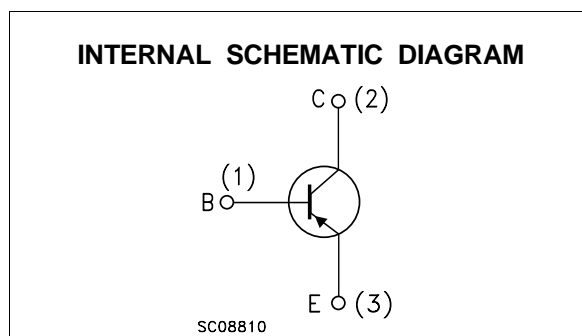 INTERNAL SCHEMATIC DIAGRAM
C (2)
(1)
B
E (3)
SC08810